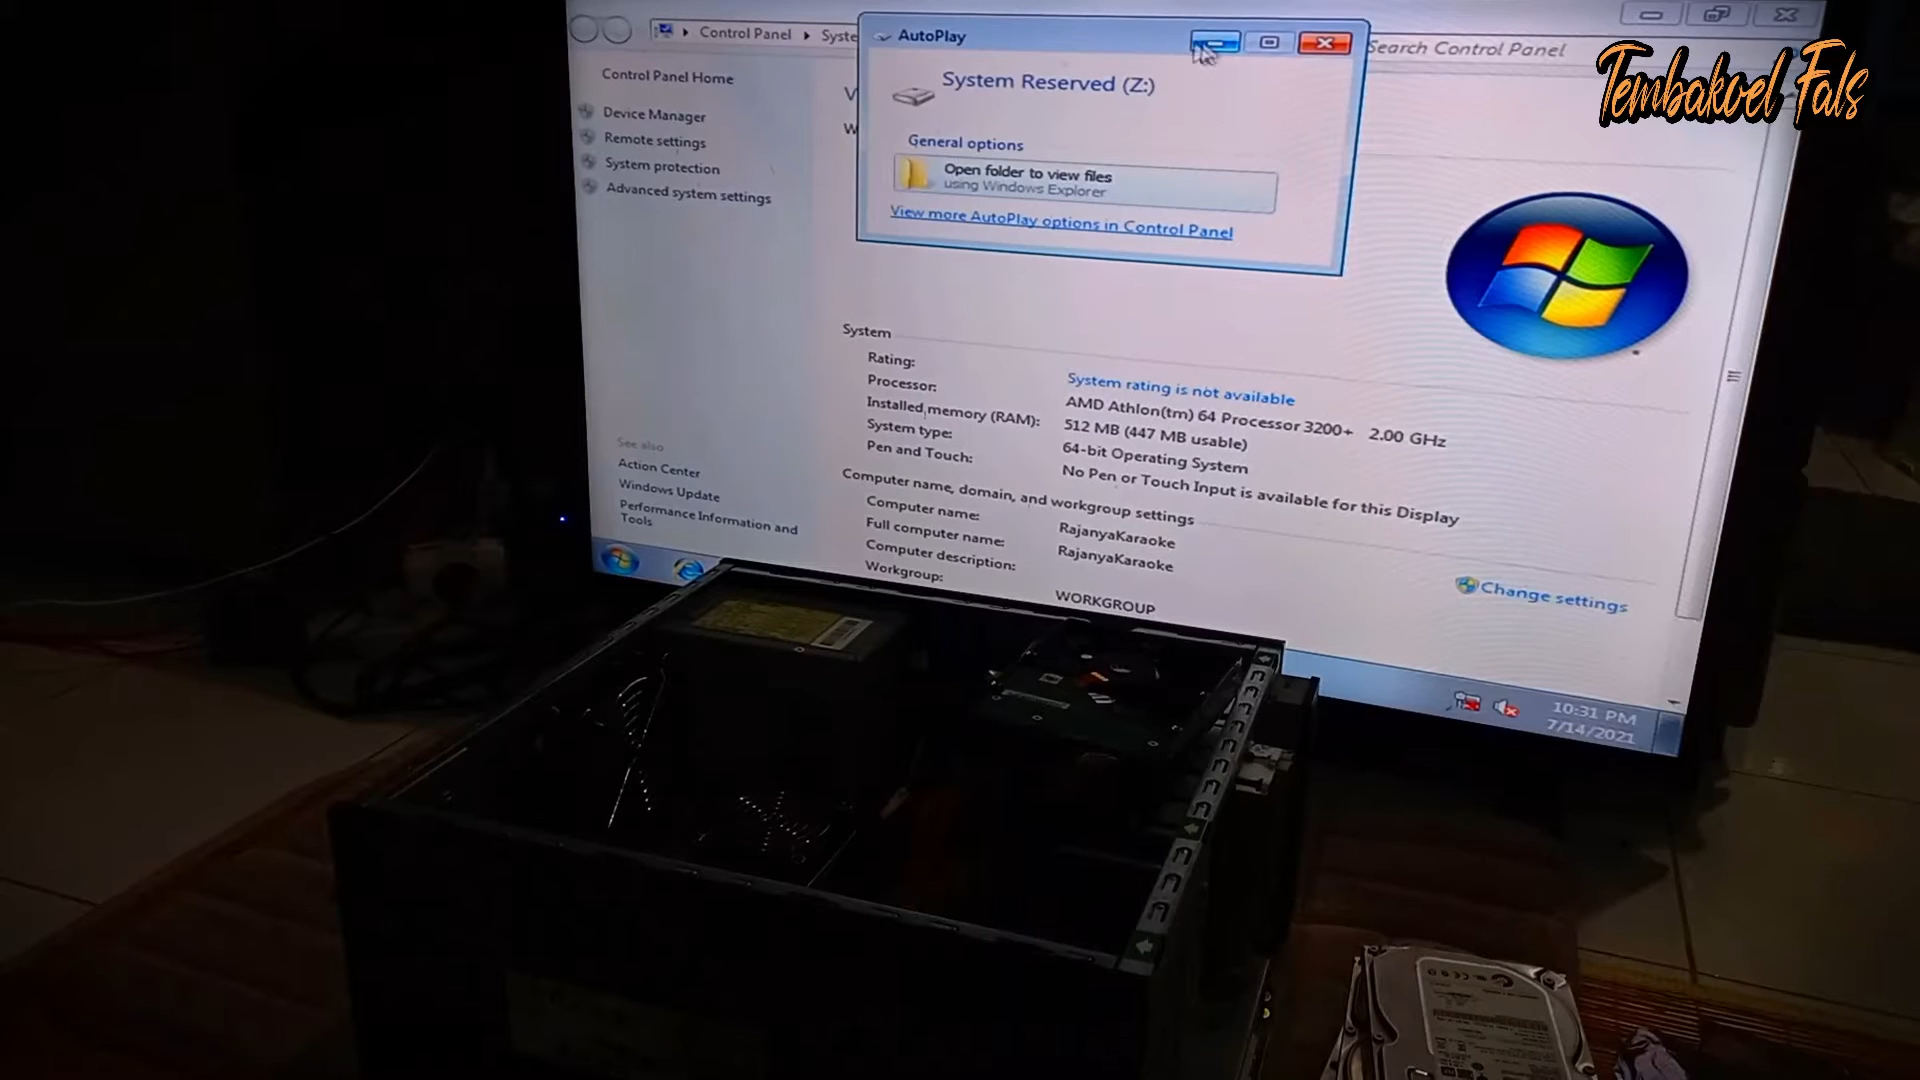 Control Panel ▸ Syste
Search Control Panel
Tembakoel Fals
AutoPlay
System Reserved (Z:)
General options
Open folder to view files
using Windows Explorer
View more AutoPlay options in Control Panel
Control Panel Home
Device Manager
Remote settings
System protection
Advanced system settings
System
Rating: System rating is not available
Processor: AMD Athlon(tm) 64 Processor 3200+ 2.00 GHz
Installed memory (RAM): 512 MB (447 MB usable)
System type: 64-bit Operating System
Pen and Touch: No Pen or Touch Input is available for this Display
Computer name, domain, and workgroup settings
Computer name: RajanyaKaraoke
Full computer name: RajanyaKaraoke
Computer description:
Workgroup: WORKGROUP
Change settings
See also
Action Center
Windows Update
Performance Information and
Tools
10:31 PM
7/14/2021